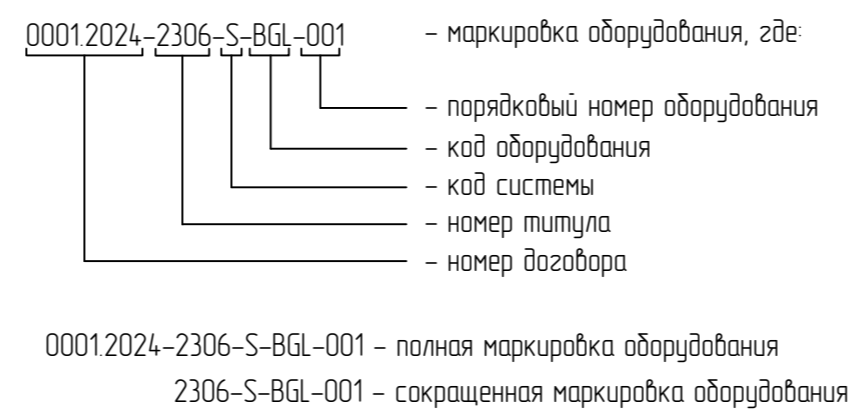 0001.2024-2306-S-BGL-001 – маркировка оборудования, где:
– порядковый номер оборудования
– код оборудования
– код системы
– номер титула
– номер договора
0001.2024-2306-S-BGL-001 – полная маркировка оборудования
2306-S-BGL-001 – сокращенная маркировка оборудования